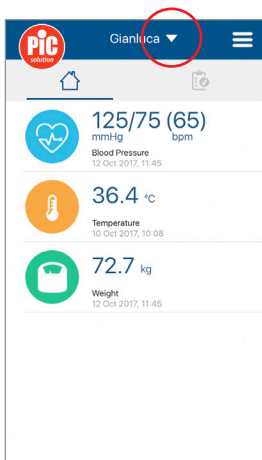 PiC
solution
Gianluca
125/75 (65)
mmHg bpm
Blood Pressure
12 Oct 2017, 11:45
36.4 °C
Temperature
10 Oct 2017, 10:08
72.7 kg
Weight
12 Oct 2017, 11:45